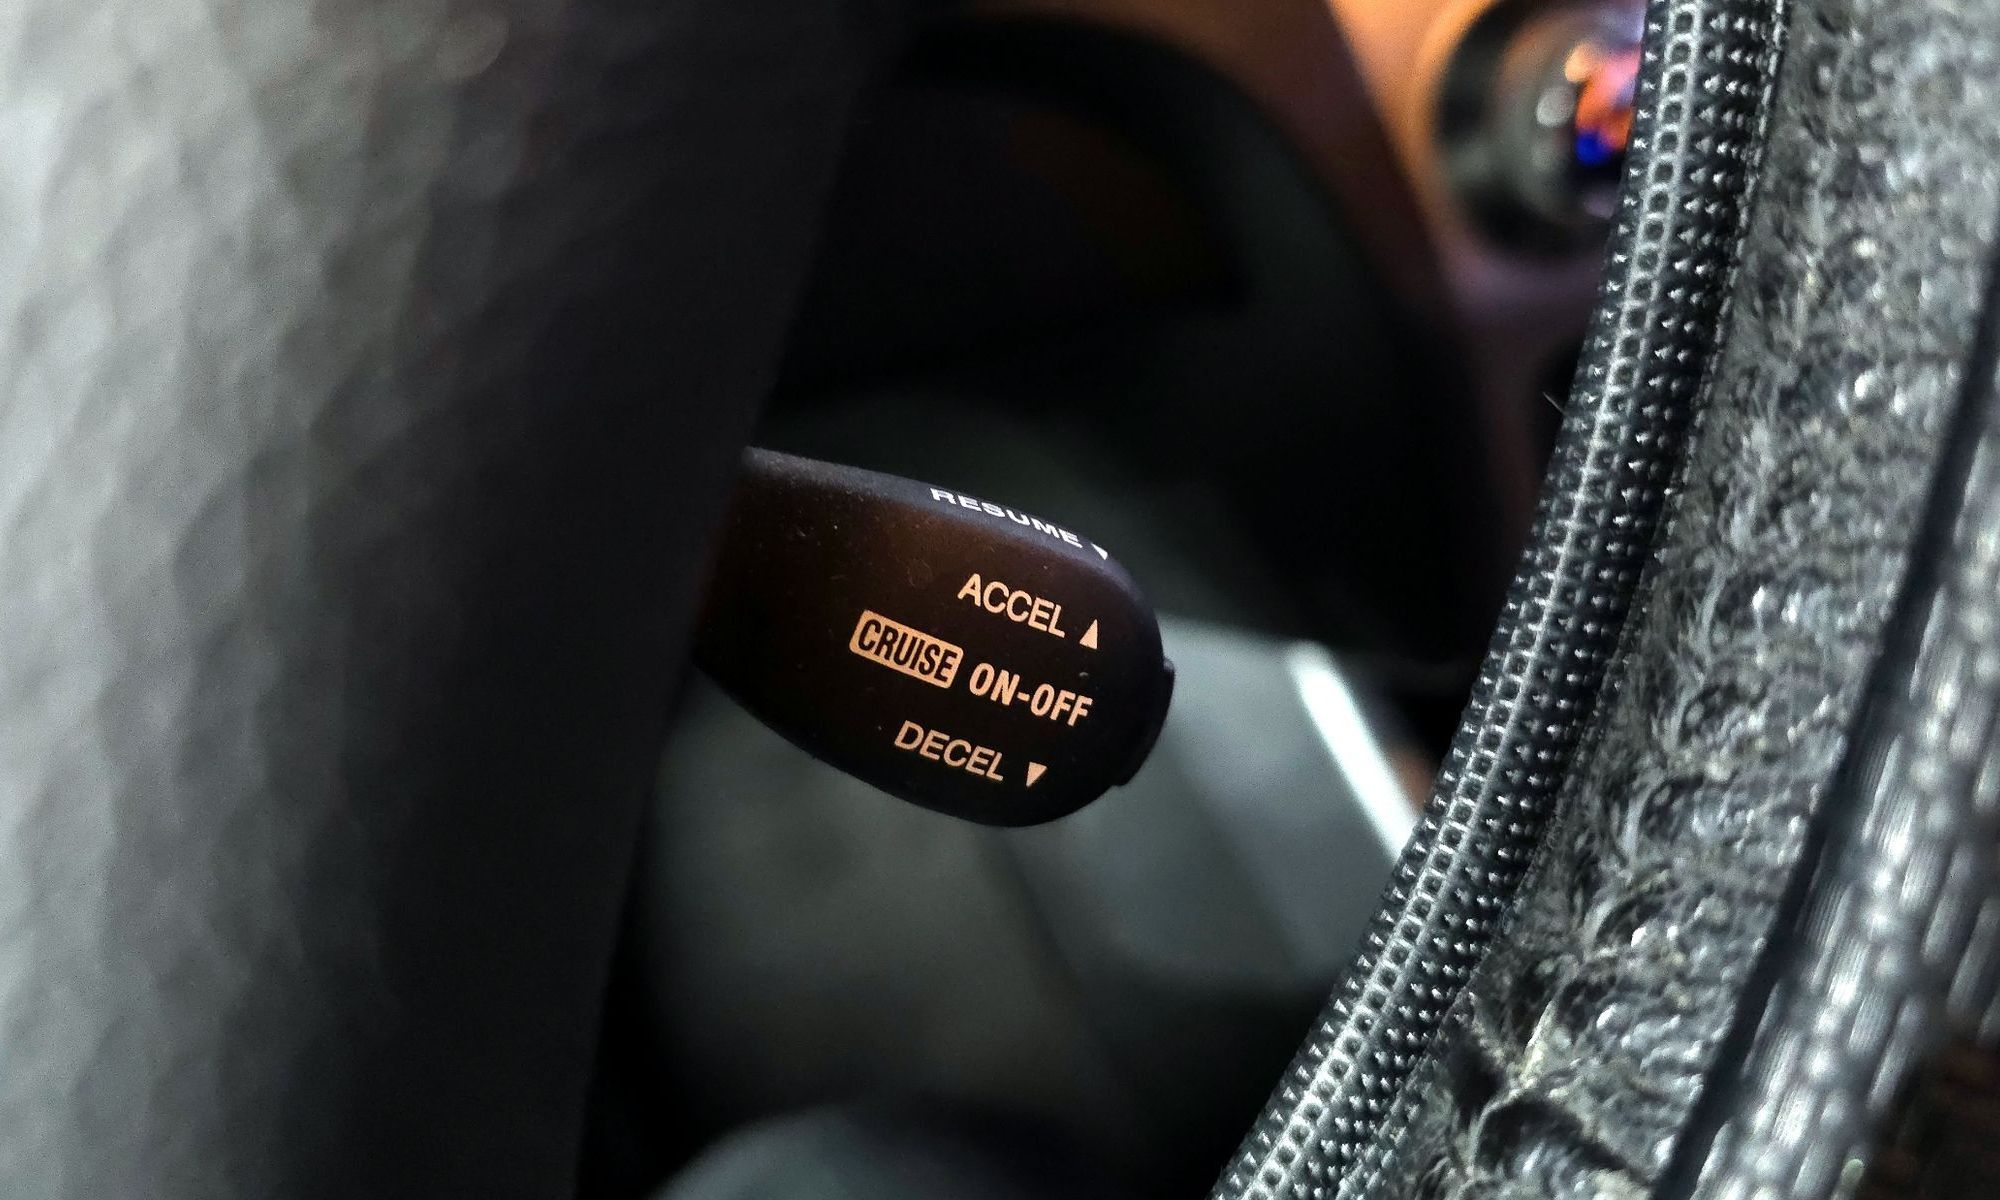 RESUME ▼
ACCEL ▲
CRUISE ON-OFF
DECEL ▼